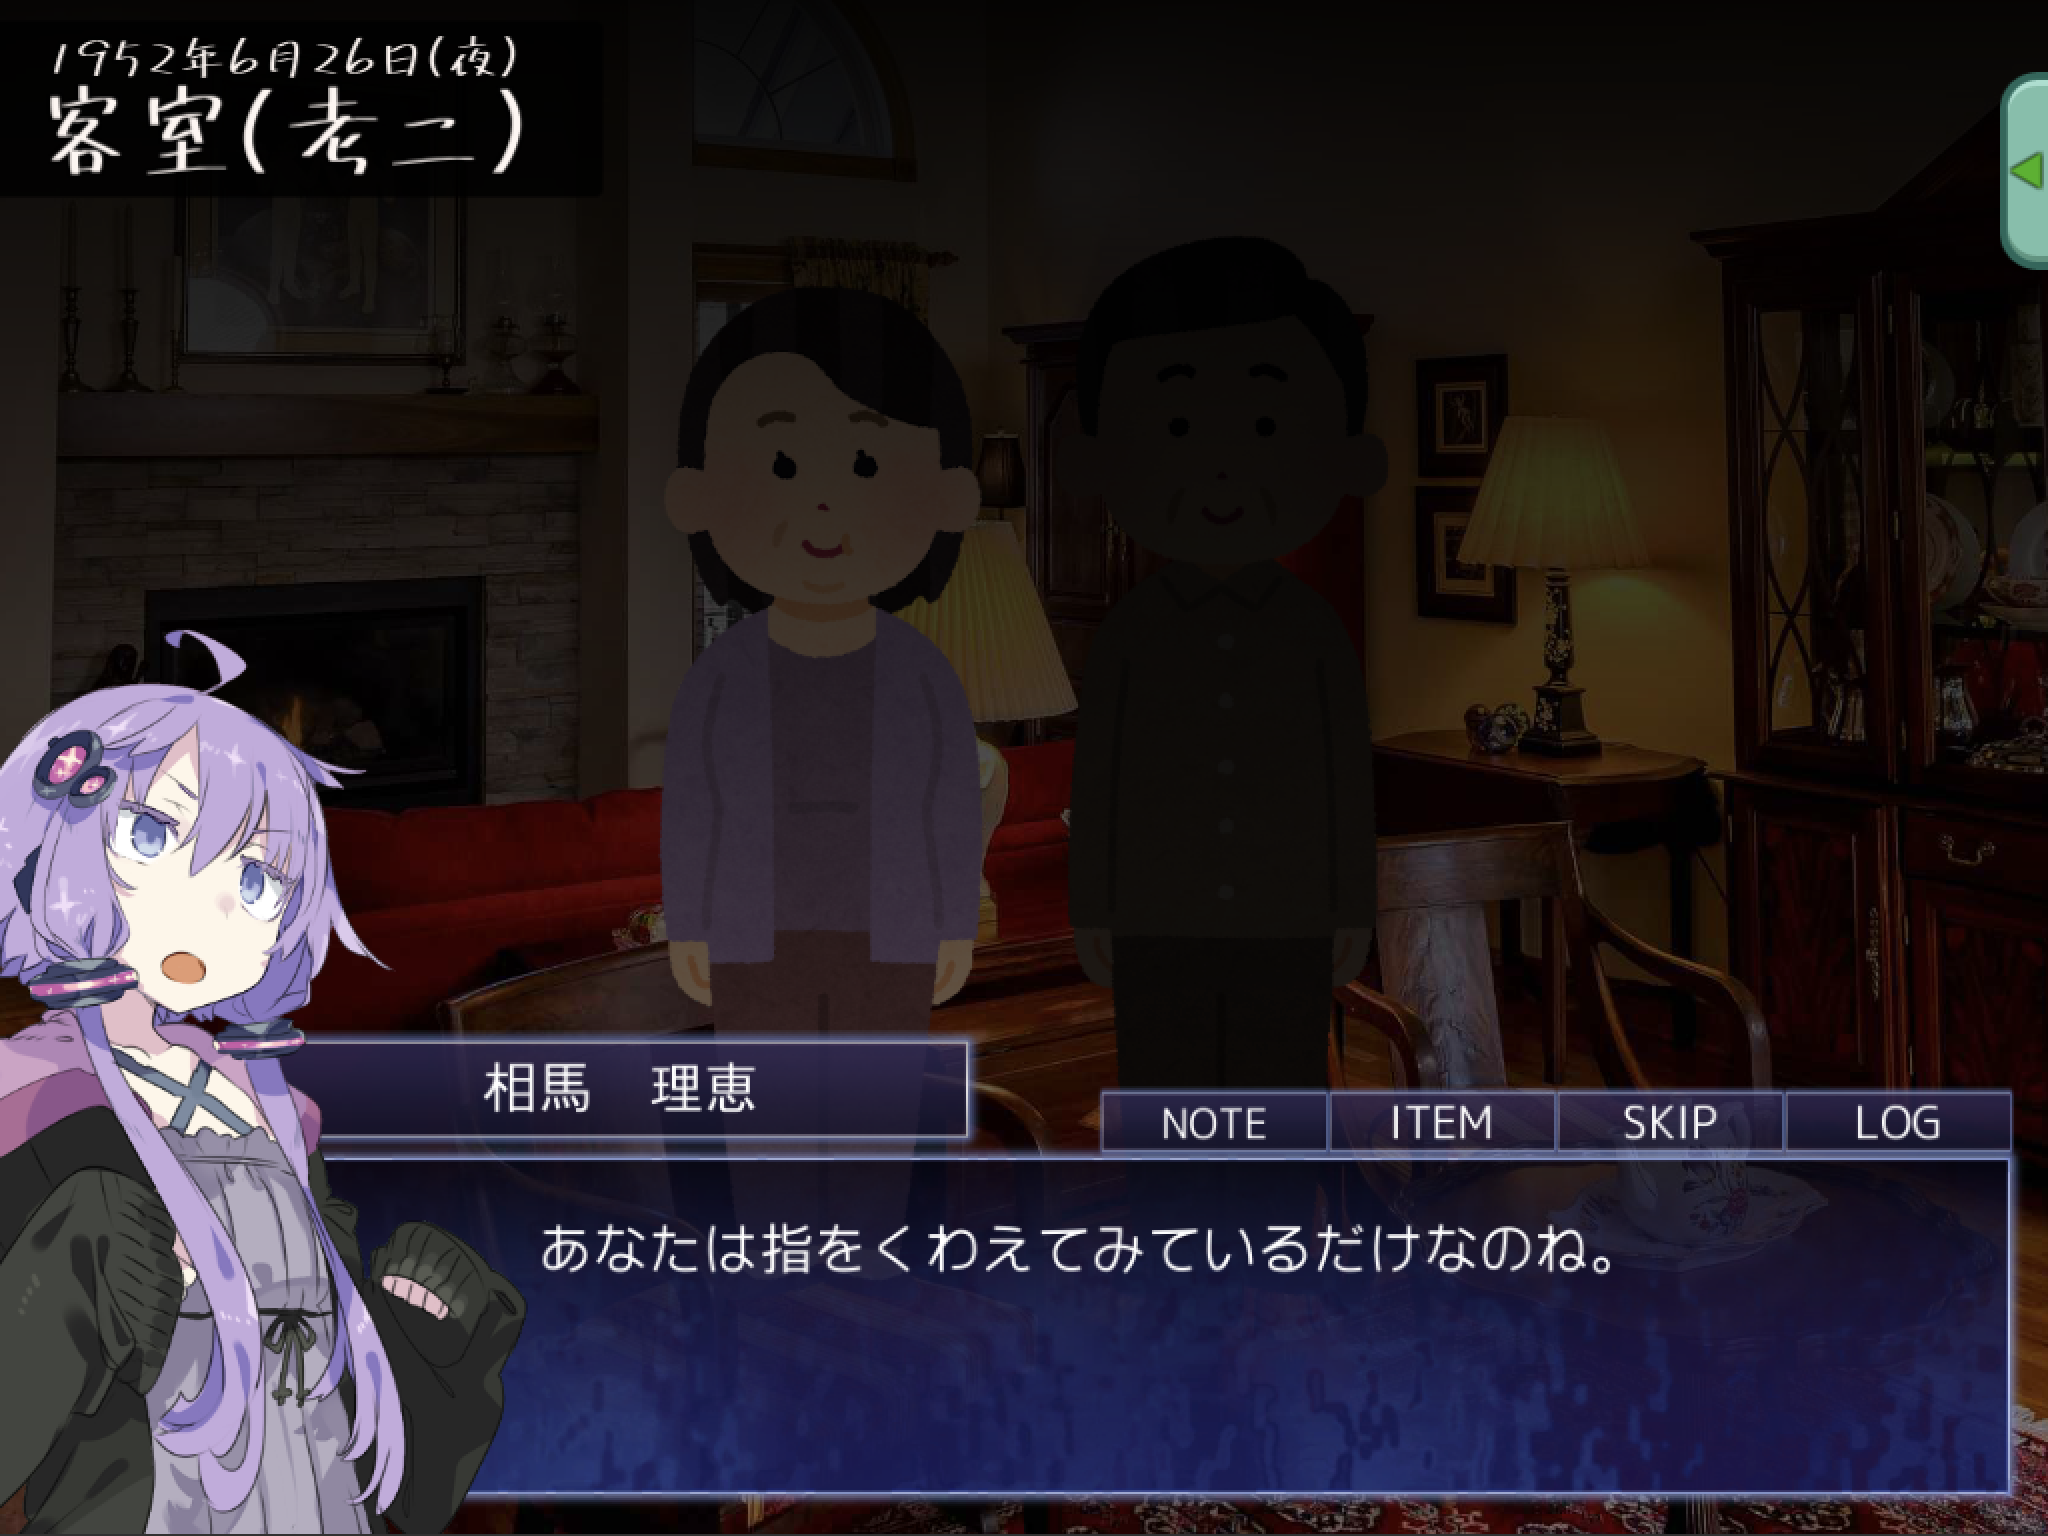 1952年6月26日(夜)
客室(考二)
相馬　理恵
NOTE
ITEM
SKIP
LOG
あなたは指をくわえてみているだけなのね。